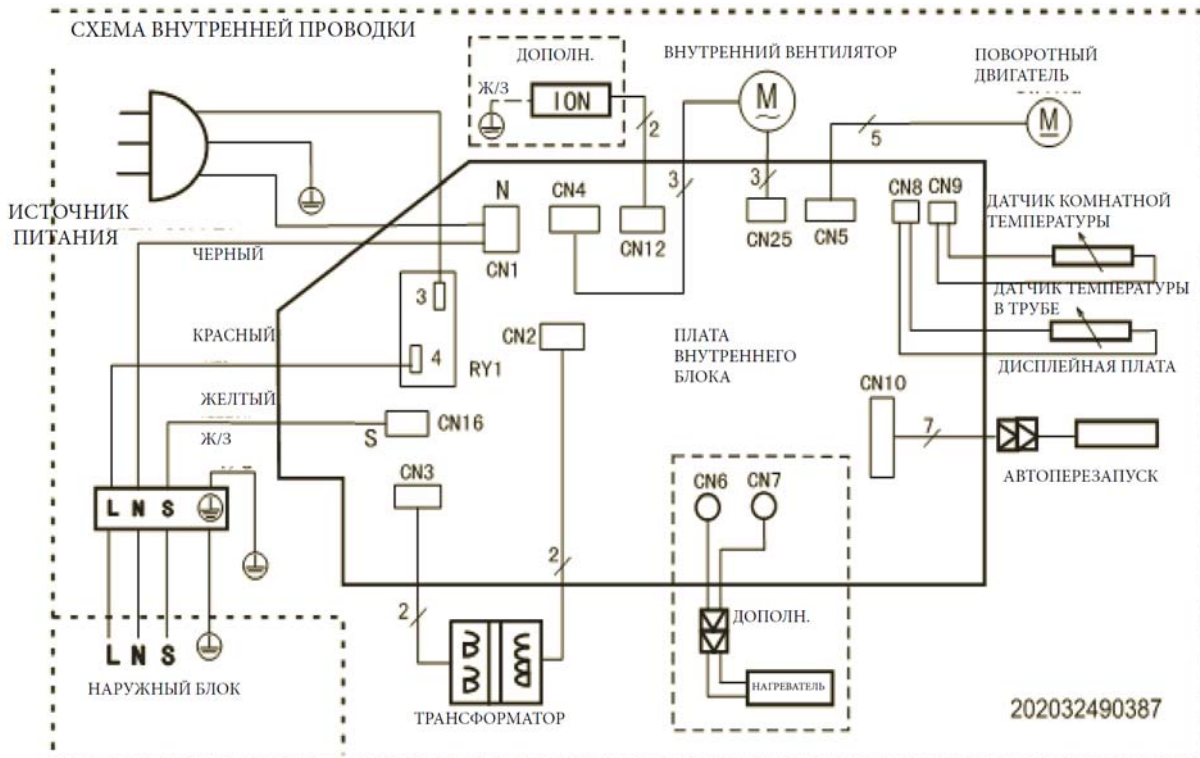 СХЕМА ВНУТРЕННЕЙ ПРОВОДКИ
ДОПОЛН.
Ж/З
ION
2
ВНУТРЕННИЙ ВЕНТИЛЯТОР
M
~
3
3
ПОВОРОТНЫЙ
ДВИГАТЕЛЬ
M
5
ИСТОЧНИК
ПИТАНИЯ
N
CN1
CN4
CN12
CN25
CN5
CN8
CN9
ДАТЧИК КОМНАТНОЙ
ТЕМПЕРАТУРЫ
ДАТЧИК ТЕМПЕРАТУРЫ
В ТРУБЕ
ДИСПЛЕЙНАЯ ПЛАТА
ЧЕРНЫЙ
КРАСНЫЙ
3
4
RY1
CN2
ПЛАТА
ВНУТРЕННЕГО
БЛОКА
ЖЕЛТЫЙ
Ж/З
S
CN16
CN10
7
АВТОПЕРЕЗАПУСК
CN3
CN6
CN7
L N S
2
2
ДОПОЛН.
НАГРЕВАТЕЛЬ
L N S
НАРУЖНЫЙ БЛОК
ТРАНСФОРМАТОР
202032490387